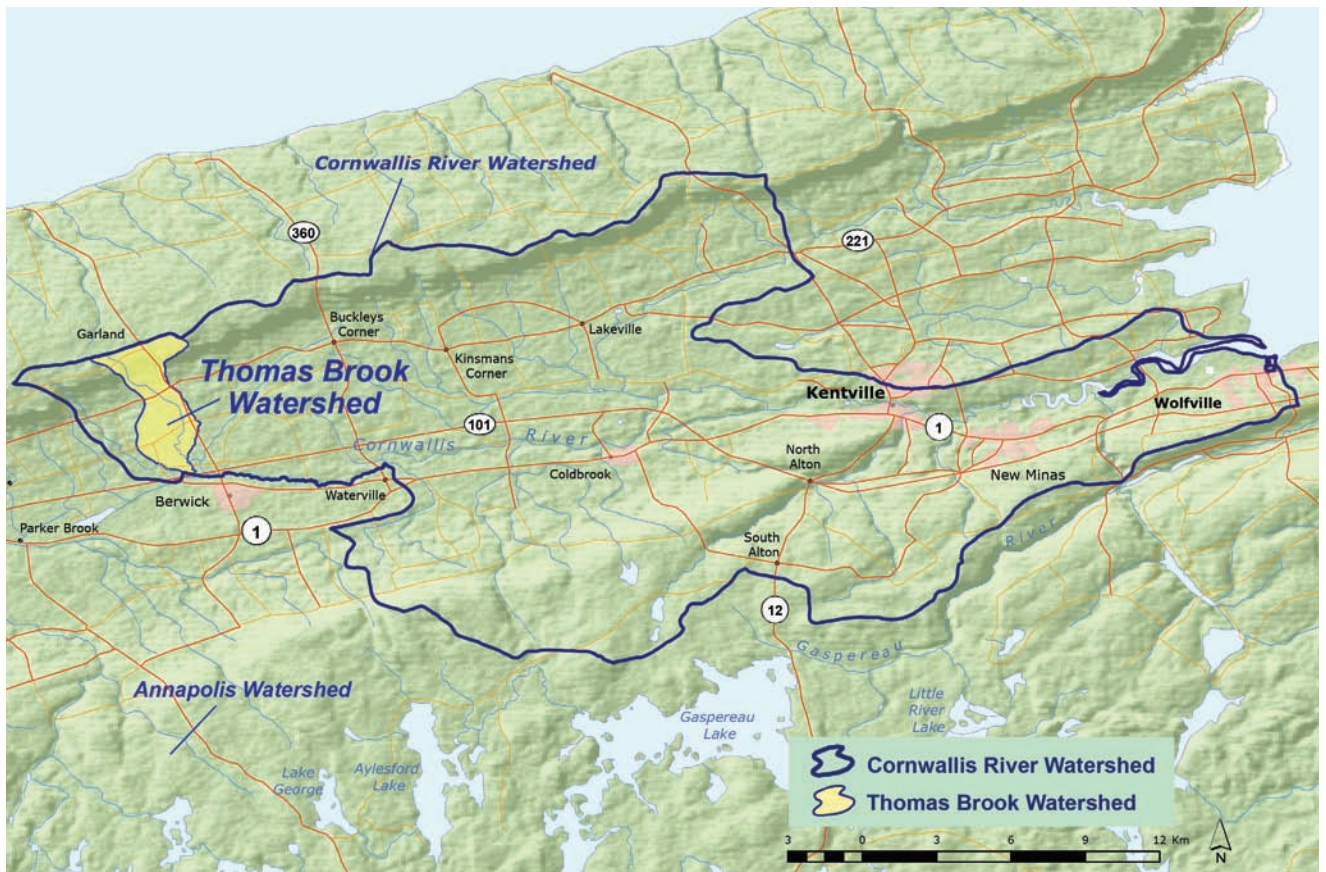 Cornwallis River Watershed
360
221
Garland
Buckleys
Corner
Lakeville
Kinsmans
Corner
Thomas Brook
Watershed
Kentville
Wolfville
101
1
Cornwallis River
North
Alton
Coldbrook
New Minas
Waterville
Berwick
Parker Brook
1
South
Alton
River
12
Gaspereau
Annapolis Watershed
Little
River
Lake
Gaspereau
Lake
Lake
George
Aylesford
Lake
Cornwallis River Watershed
Thomas Brook Watershed
3 0 3 6 9 12 Km
N